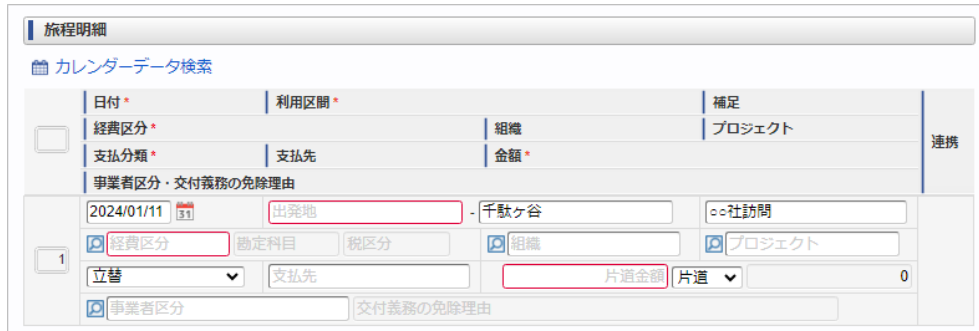 旅程明細
カレンダーデータ検索
日付* 利用区間* 補足
経費区分* 組織 プロジェクト
連携
支払分類* 支払先 金額*
事業者区分・交付義務の免除理由
2024/01/11 31 出発地 - 千駄ヶ谷 ○○社訪問
1
経費区分 勘定科目 税区分 組織 プロジェクト
立替 支払先 片道金額 片道 0
事業者区分 交付義務の免除理由